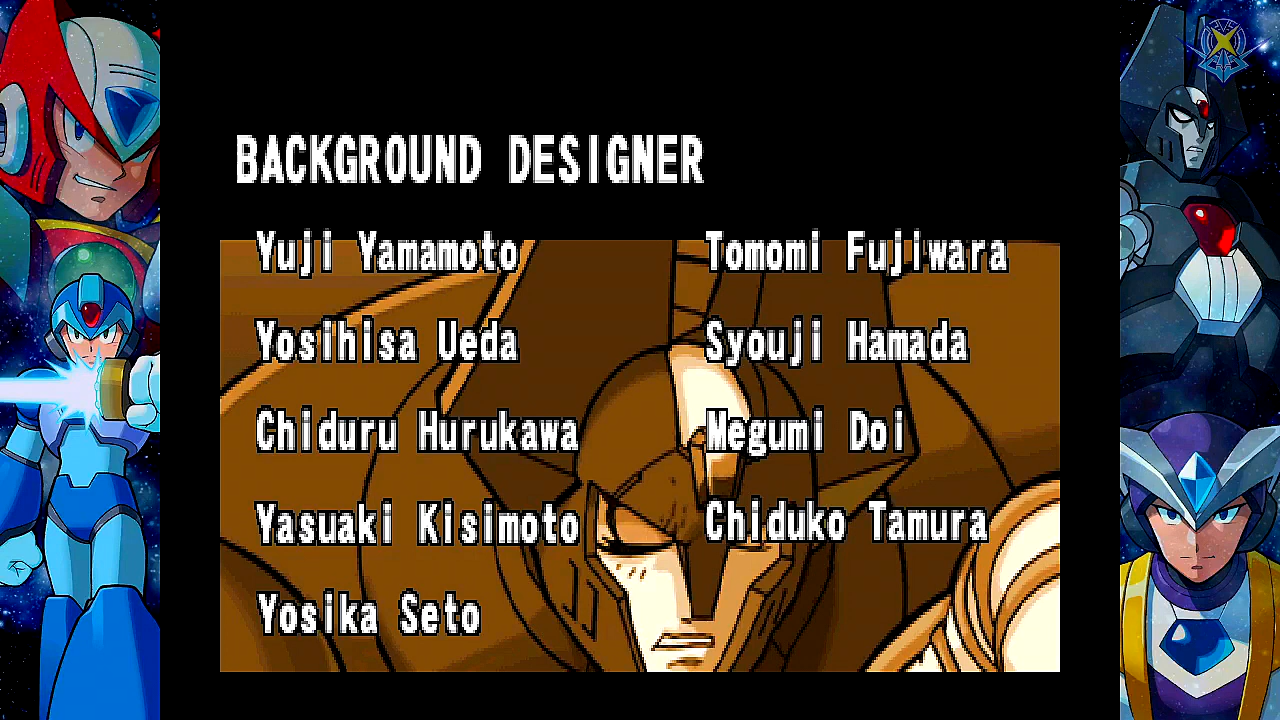 BACKGROUND DESIGNER
Yuji Yamamoto
Tomomi Fujiwara
Yosihisa Ueda
Syouji Hamada
Chiduru Hurukawa
Megumi Doi
Yasuaki Kisimoto
Chiduko Tamura
Yosika Seto